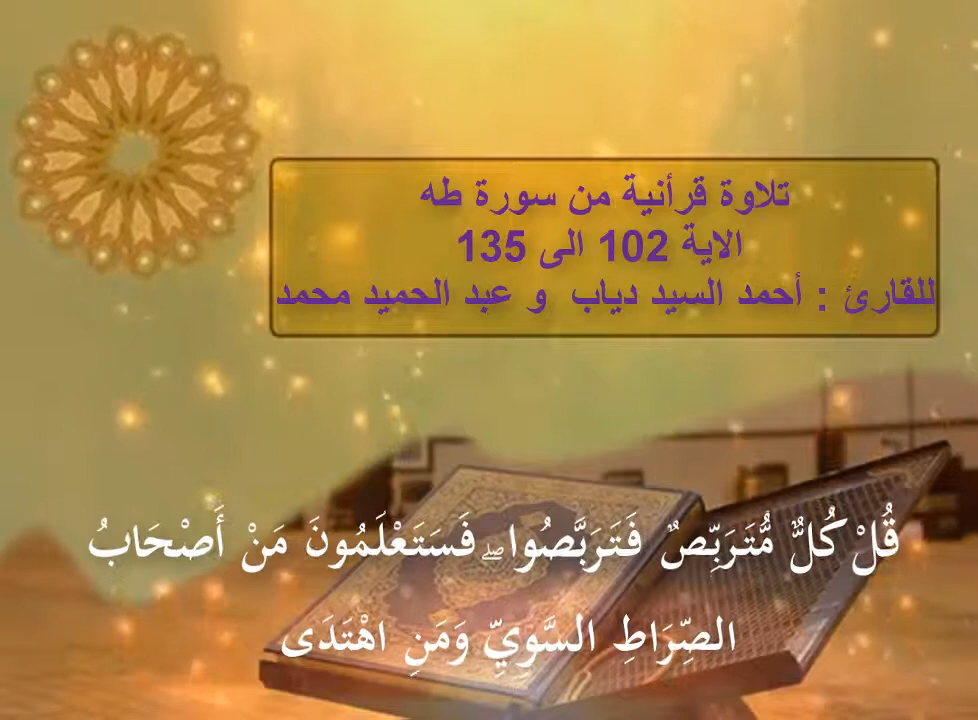 تلاوة قرأنية من سورة طه
الاية 102 الى 135
للقارئ : أحمد السيد دياب و عبد الحميد محمد
قُلْ كُلٌّ مُّتَرَبِّصٌ فَتَرَبَّصُوا ۖ فَسَتَعْلَمُونَ مَنْ أَصْحَابُ
الصِّرَاطِ السَّوِيِّ وَمَنِ اهْتَدَى